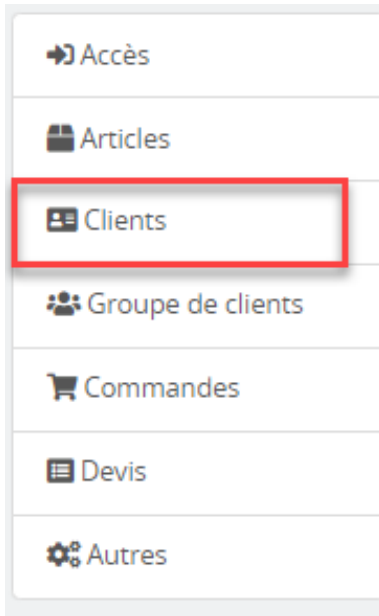 Accès
Articles
Clients
Groupe de clients
Commandes
Devis
Autres